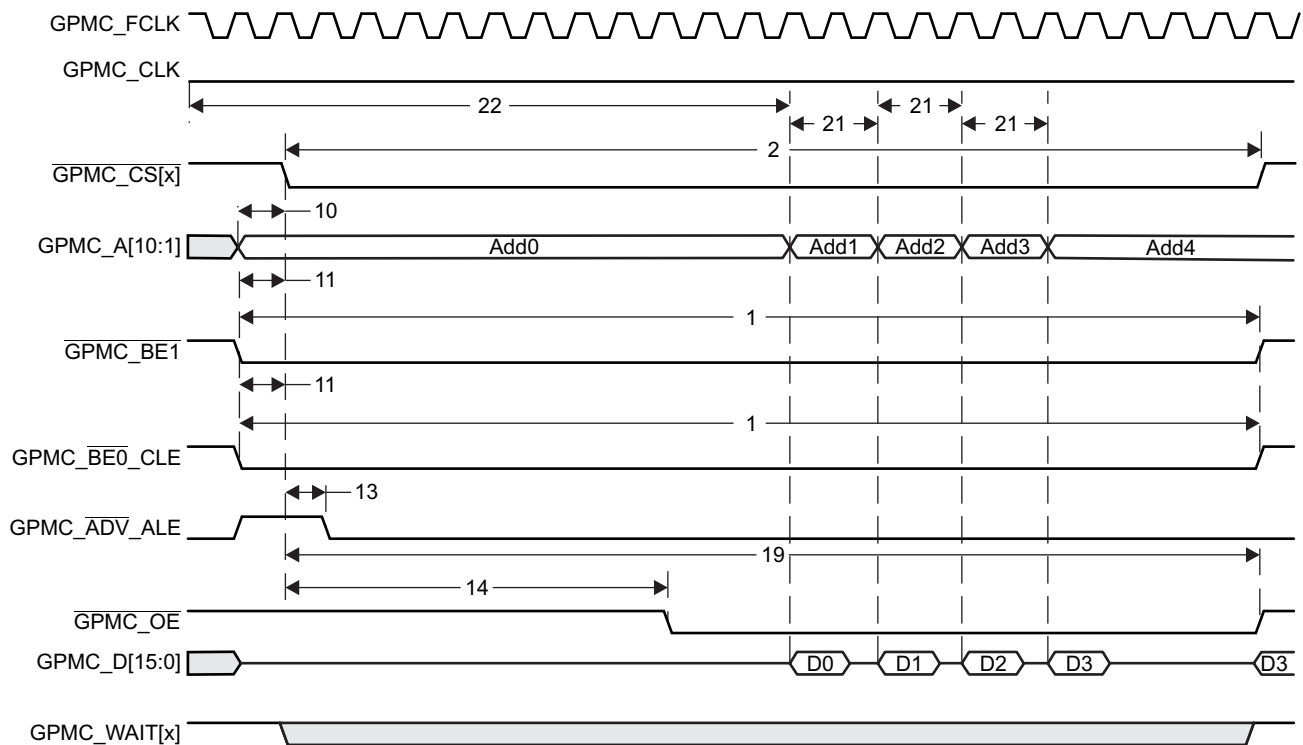 GPMC_FCLK
GPMC_CLK
22
21
21
21
2
GPMC_CS[x]
10
GPMC_A[10:1]
Add0
Add1
Add2
Add3
Add4
11
1
GPMC_BE1
11
1
GPMC_BE0_CLE
13
GPMC_ADV_ALE
19
14
GPMC_OE
GPMC_D[15:0]
D0
D1
D2
D3
D3
GPMC_WAIT[x]